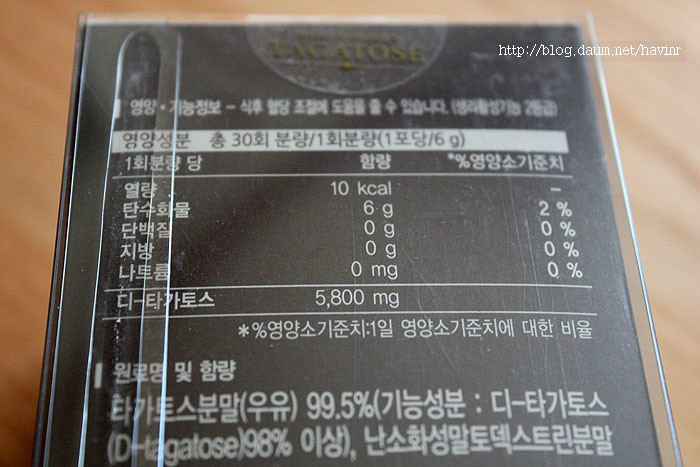 http://blog.daum.net/havinr
TAGATOSE
영양·기능정보 - 식후 혈당 조절에 도움을 줄 수 있습니다. (생리활성기능 2등급)
영양성분 총 30회 분량/1회분량(1포당/6 g)
1회분량 당 함량 *%영양소기준치
열량 10 kcal -
탄수화물 6 g 2 %
단백질 0 g 0 %
지방 0 g 0 %
나트륨 0 mg 0 %
디-타가토스 5,800 mg
*%영양소기준치:1일 영양소기준치에 대한 비율
원료명 및 함량
타가토스분말(우유) 99.5%(기능성분 : 디-타가토스
(D-tagatose)98% 이상), 난소화성말토덱스트린분말